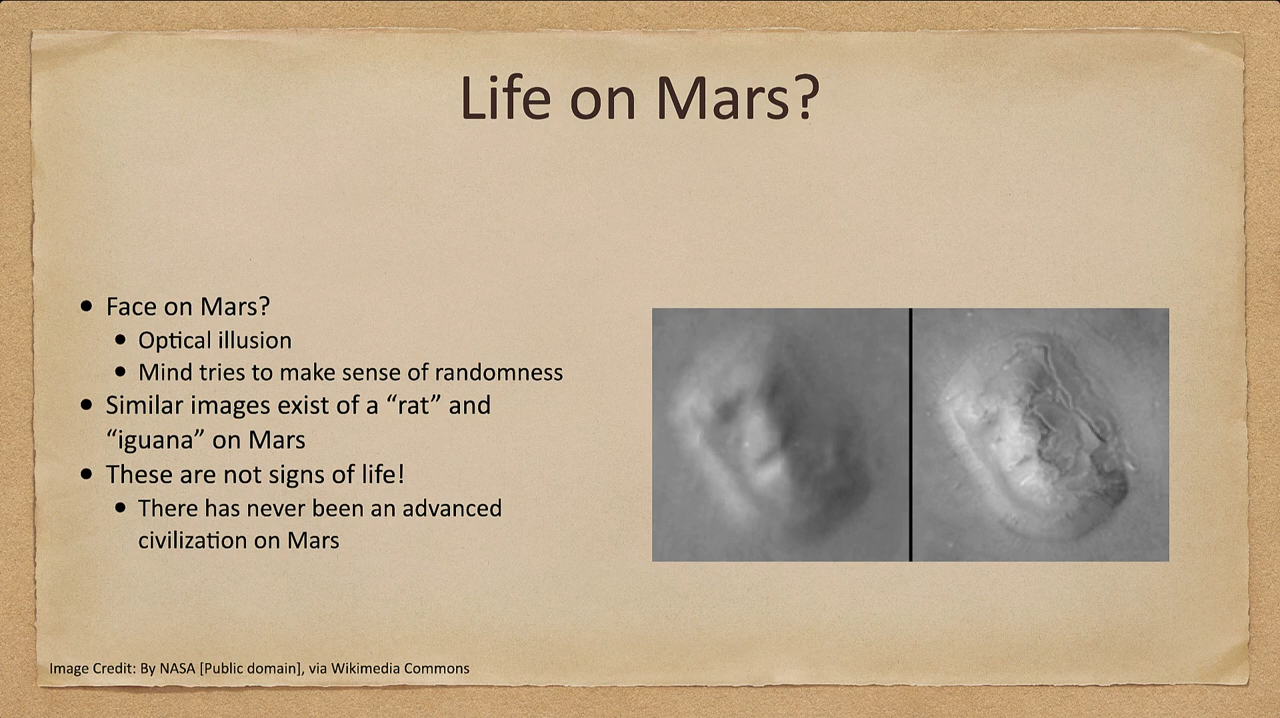 Life on Mars?
• Face on Mars?
• Optical illusion
• Mind tries to make sense of randomness
• Similar images exist of a “rat” and
“iguana” on Mars
• These are not signs of life!
• There has never been an advanced
civilization on Mars
Image Credit: By NASA [Public domain], via Wikimedia Commons